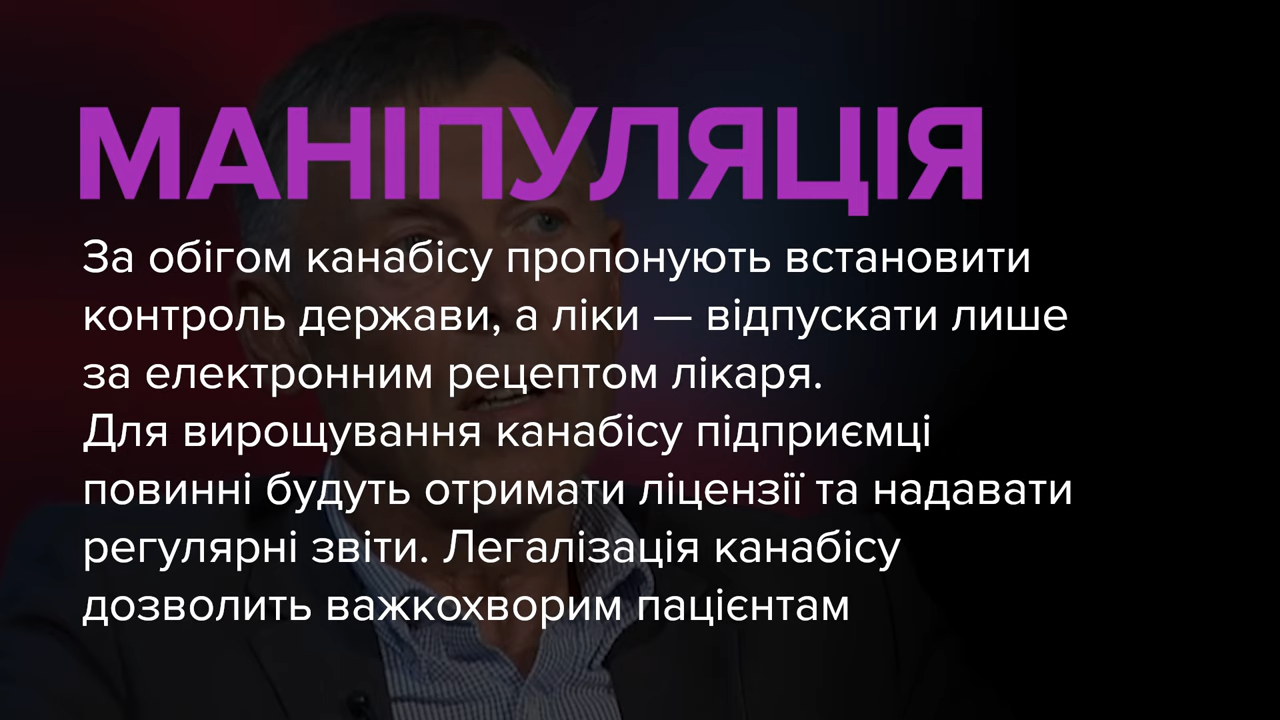 МАНІПУЛЯЦІЯ
За обігом канабісу пропонують встановити
контроль держави, а ліки — відпускати лише
за електронним рецептом лікаря.
Для вирощування канабісу підприємці
повинні будуть отримати ліцензії та надавати
регулярні звіти. Легалізація канабісу
дозволить важкохворим пацієнтам